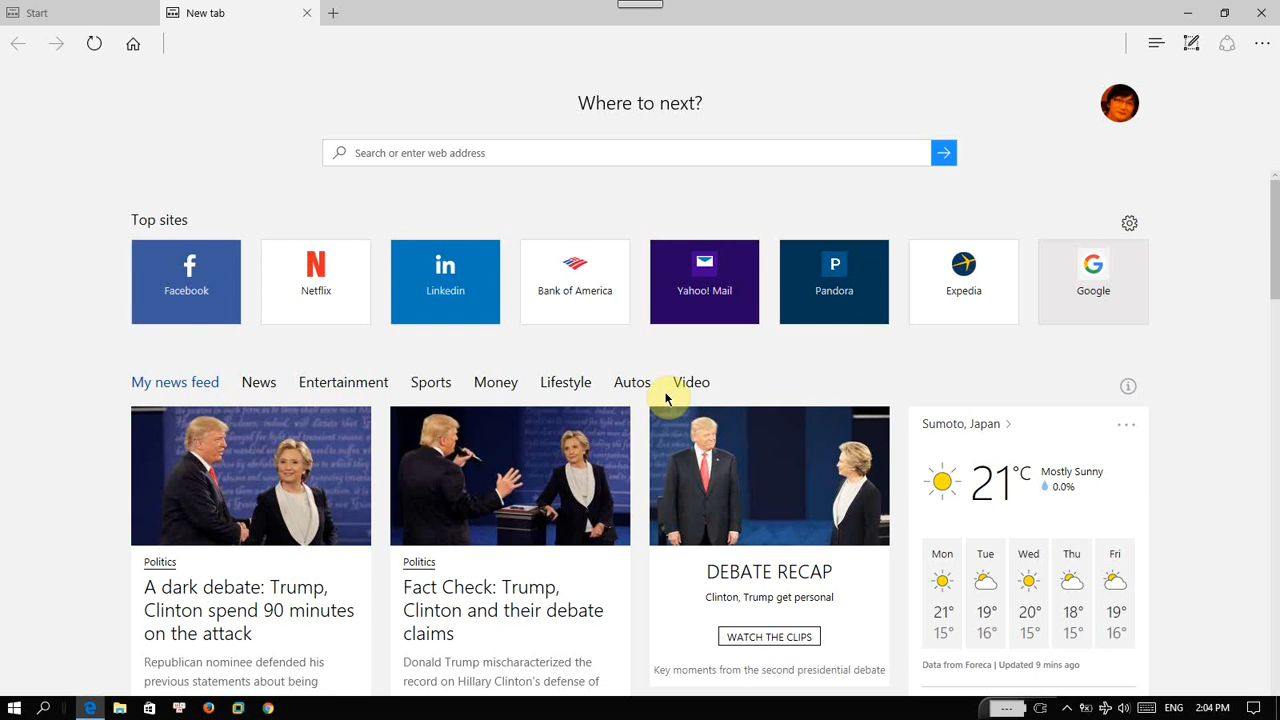 Start
New tab
Where to next?
Search or enter web address
Top sites
f
Facebook
N
Netflix
in
Linkedin
Bank of America
Yahoo! Mail
P
Pandora
Expedia
G
Google
My news feed
News
Entertainment
Sports
Money
Lifestyle
Autos
Video
Politics
A dark debate: Trump,
Clinton spend 90 minutes
on the attack
Republican nominee defended his
previous statements about being
Politics
Fact Check: Trump,
Clinton and their debate
claims
Donald Trump mischaracterized the
record on Hillary Clinton's defense of
DEBATE RECAP
Clinton, Trump get personal
WATCH THE CLIPS
Key moments from the second presidential debate
Sumoto, Japan
21°C
Mostly Sunny
0.0%
Mon Tue Wed Thu Fri
21° 19° 20° 18° 19°
15° 16° 15° 15° 16°
Data from Foreca | Updated 9 mins ago
ENG 2:04 PM